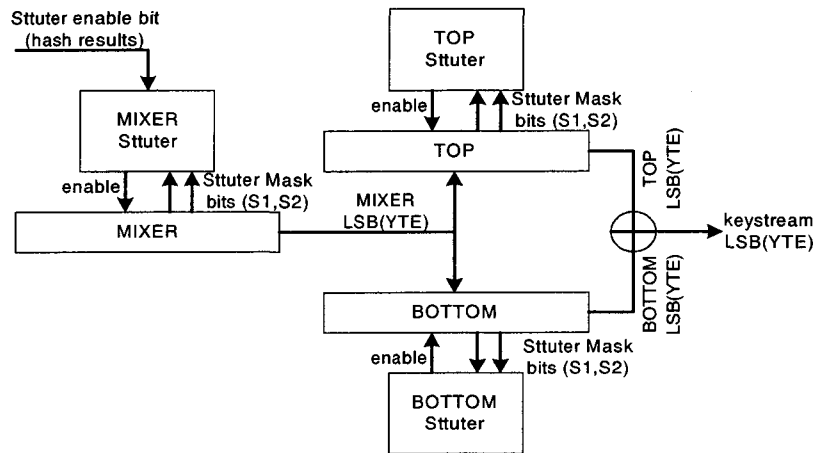 Sttuter enable bit
(hash results)
MIXER
Sttuter
enable
Sttuter Mask
bits (S1,S2)
MIXER
MIXER
LSB(YTE)
TOP
Sttuter
enable
Sttuter Mask
bits (S1,S2)
TOP
TOP
LSB(YTE)
keystream
LSB(YTE)
BOTTOM
LSB(YTE)
BOTTOM
enable
Sttuter Mask
bits (S1,S2)
BOTTOM
Sttuter